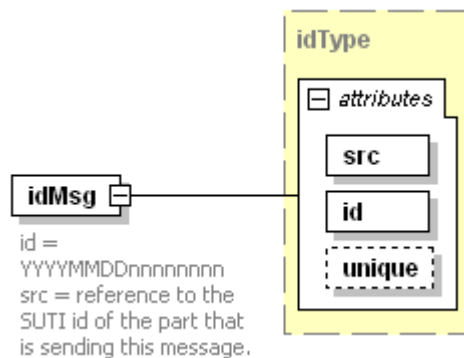 idType
attributes
src
id
unique
idMsg
id =
YYYYMMDDnnnnnnnn
src = reference to the
SUTI id of the part that
is sending this message.